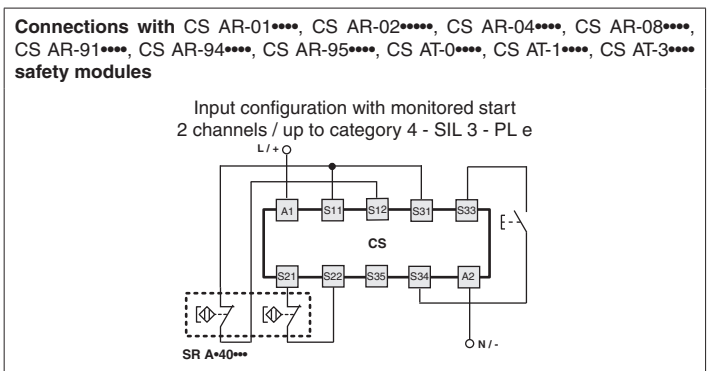 Connections with CS AR-01••••, CS AR-02•••••, CS AR-04••••, CS AR-08••••,
CS AR-91••••, CS AR-94••••, CS AR-95••••, CS AT-0••••, CS AT-1••••, CS AT-3••••
safety modules
Input configuration with monitored start
2 channels / up to category 4 - SIL 3 - PL e
L / +
A1 S11 S12 S31 S33
CS
S21 S22 S35 S34 A2
SR A•40•••
N / -